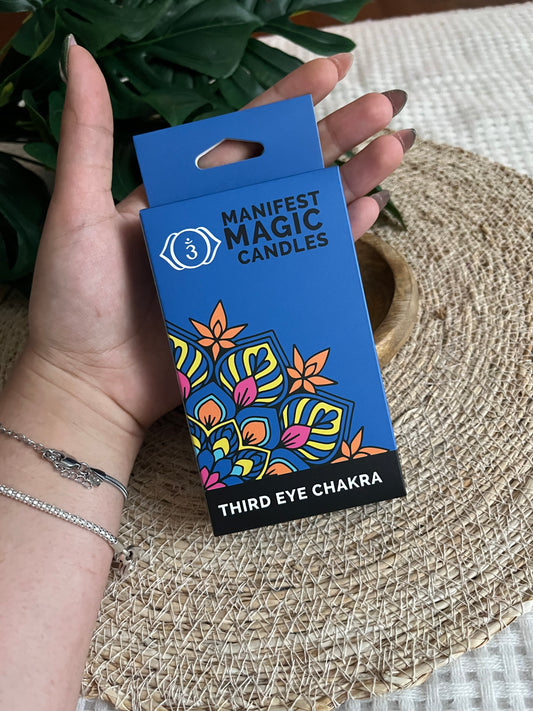 ॐ
MANIFEST
MAGIC
CANDLES
THIRD EYE CHAKRA